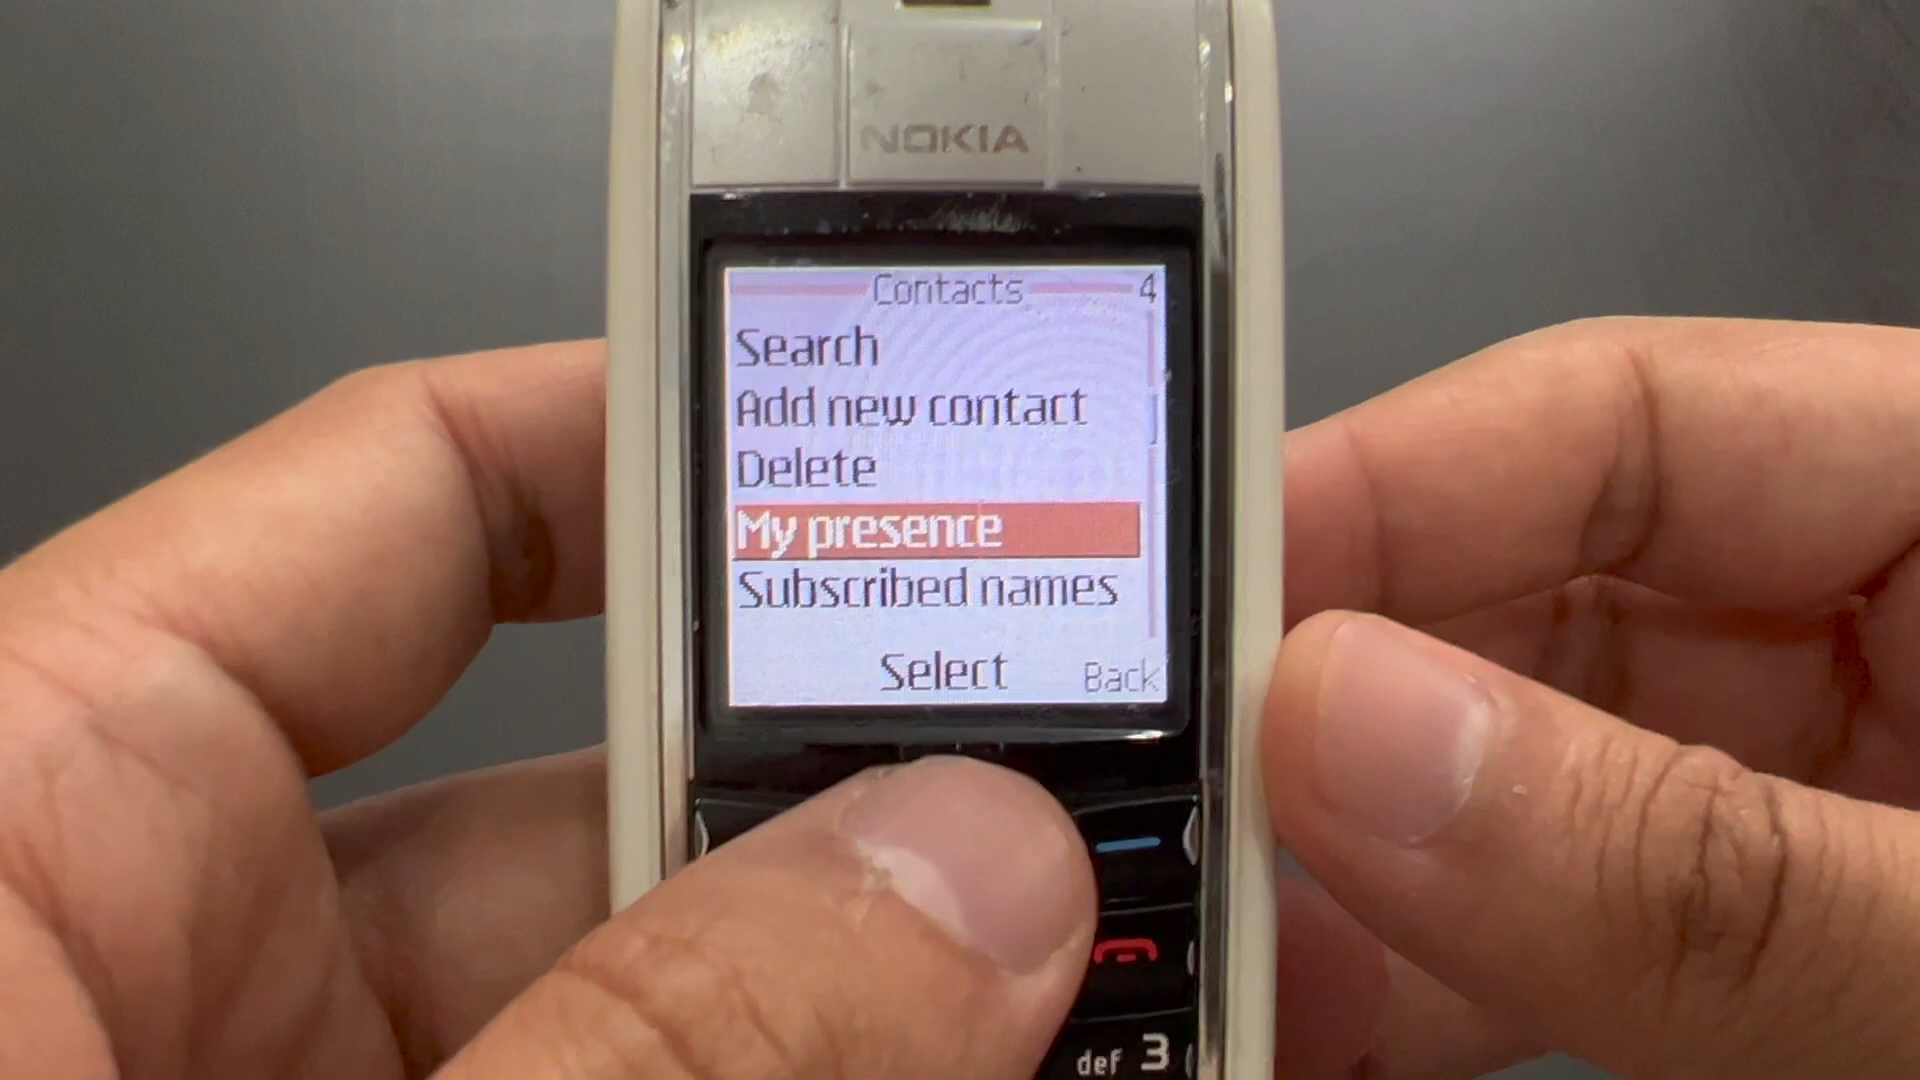 NOKIA
Contacts 4
Search
Add new contact
Delete
My presence
Subscribed names
Select Back
def 3